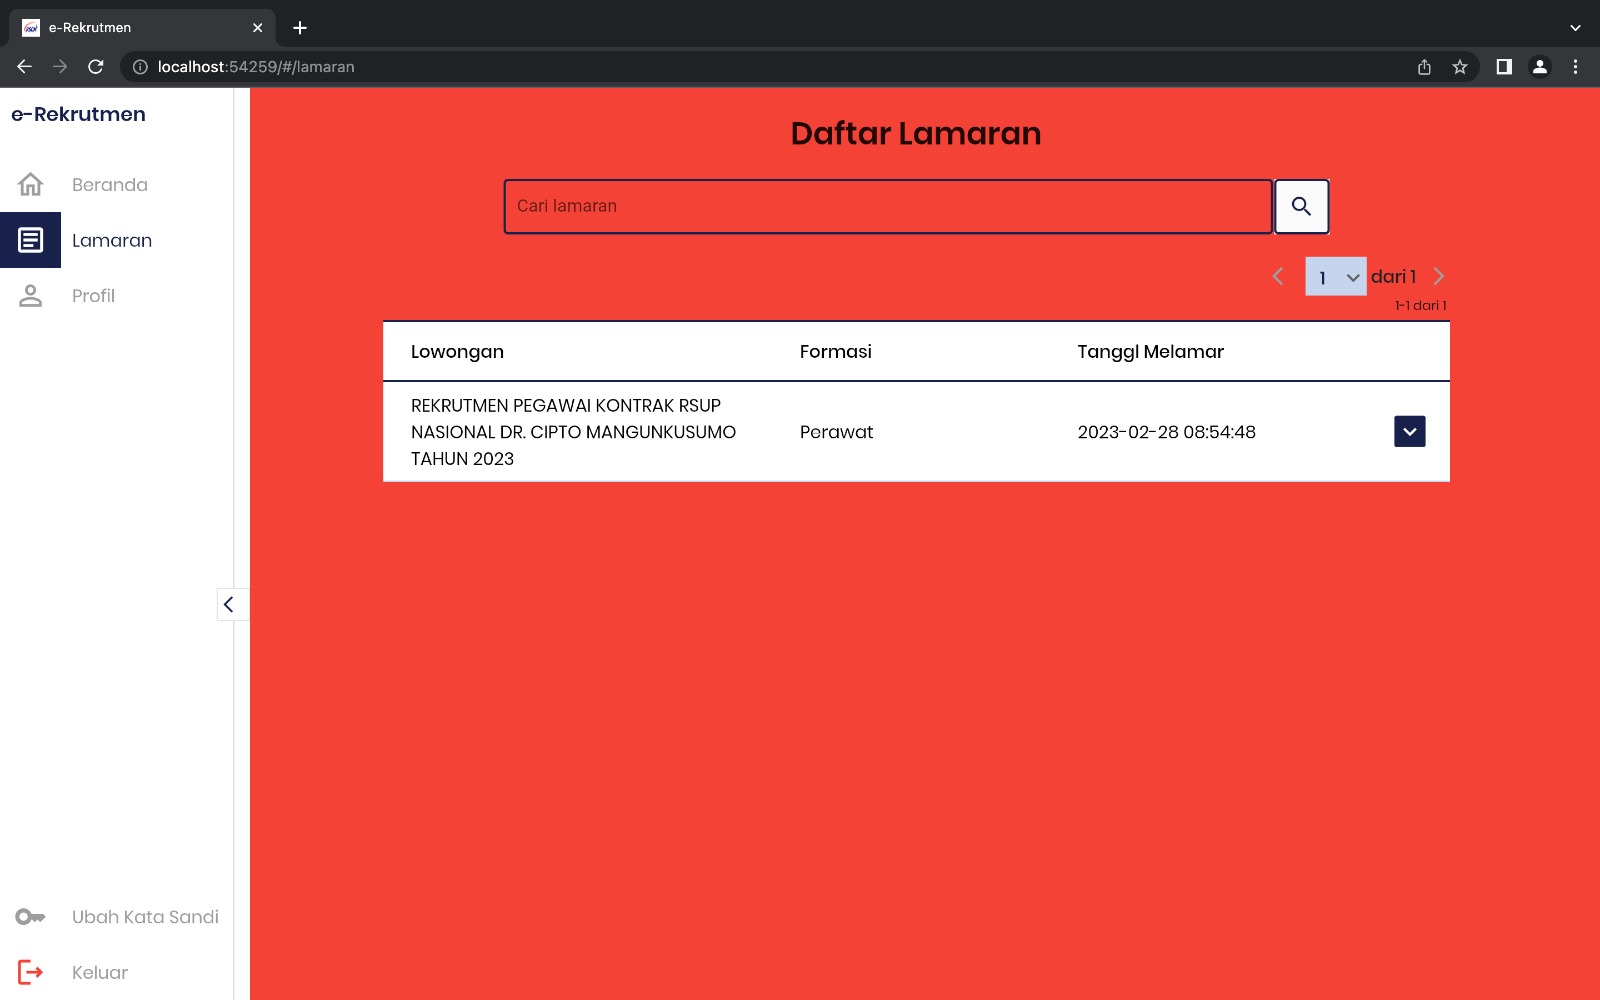 e-Rekrutmen
localhost:54259/#/lamaran
e-Rekrutmen
Beranda
Lamaran
Profil
Ubah Kata Sandi
Keluar
Daftar Lamaran
Cari lamaran
1 dari 1
1-1 dari 1
Lowongan Formasi Tanggl Melamar
REKRUTMEN PEGAWAI KONTRAK RSUP
NASIONAL DR. CIPTO MANGUNKUSUMO
TAHUN 2023
Perawat
2023-02-28 08:54:48